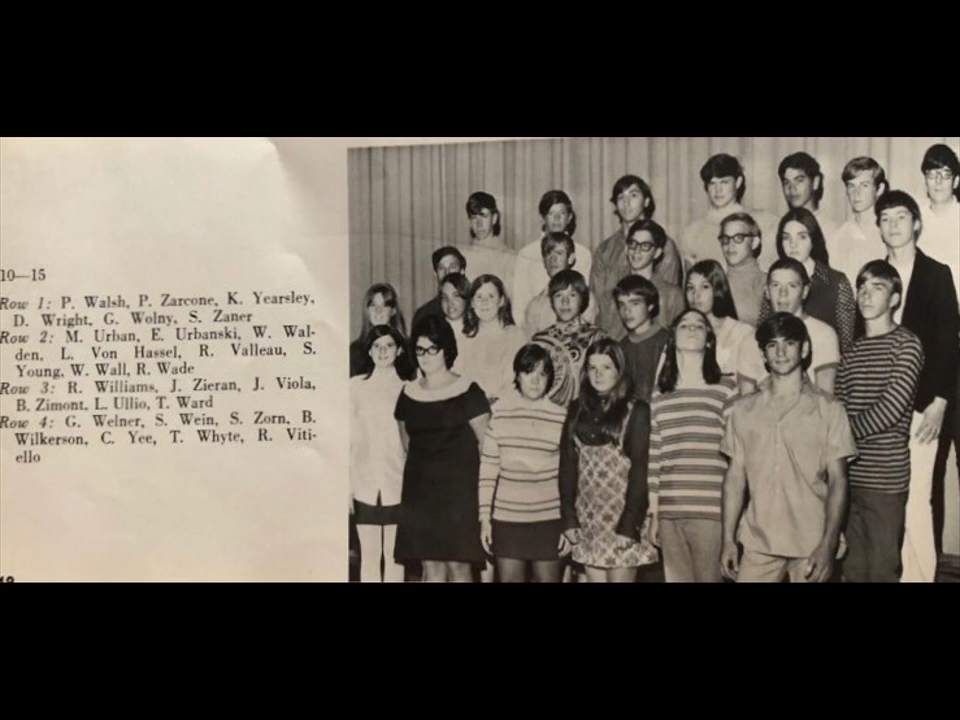 10—15
Row 1: P. Walsh, P. Zarcone, K. Yearsley,
D. Wright, G. Wolny, S. Zaner
Row 2: M. Urban, E. Urbanski, W. Wal-
den, L. Von Hassel, R. Valleau, S.
Young, W. Wall, R. Wade
Row 3: R. Williams, J. Zieran, J. Viola,
B. Zimont, L. Ullio, T. Ward
Row 4: G. Welner, S. Wein, S. Zorn, B.
Wilkerson, C. Yee, T. Whyte, R. Viti-
ello